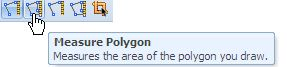 Measure Polygon
Measures the area of the polygon you draw.